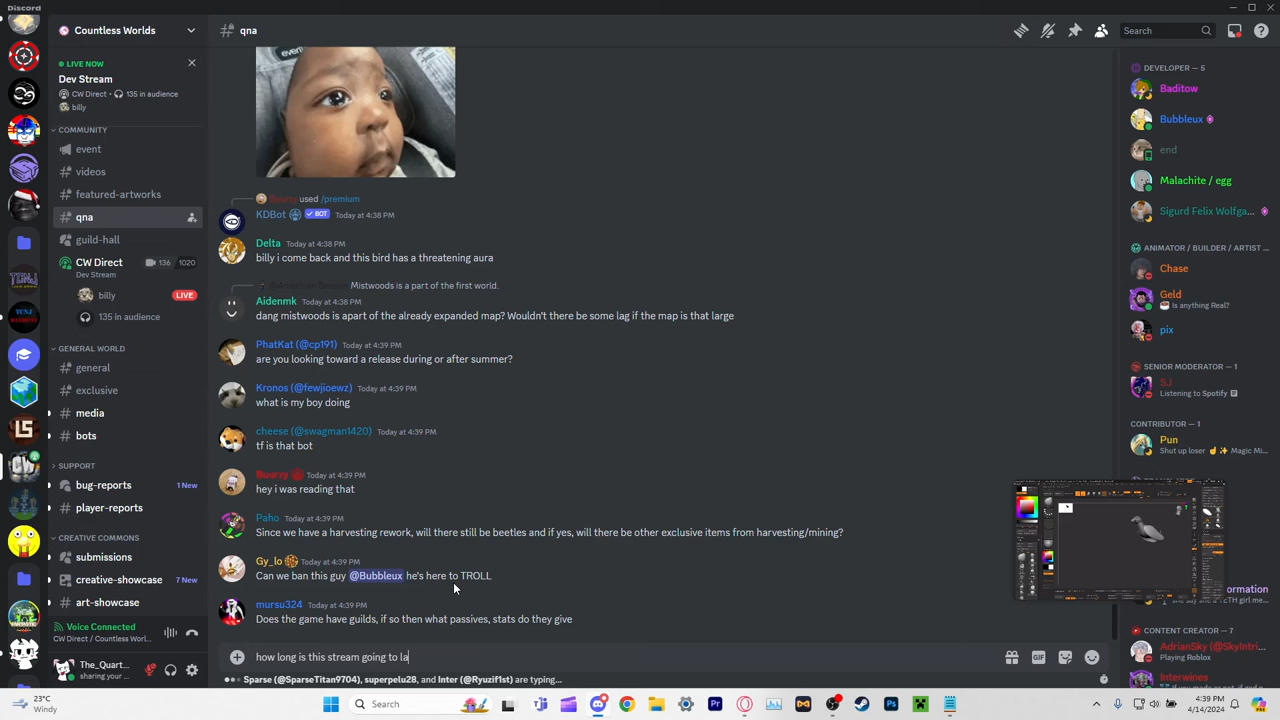 Discord
Countless Worlds
qna
Search
LIVE NOW
Dev Stream
CW Direct • 135 in audience
billy
COMMUNITY
event
videos
featured-artworks
qna
guild-hall
CW Direct
136
1020
Dev Stream
billy
LIVE
135 in audience
GENERAL WORLD
general
exclusive
media
bots
SUPPORT
bug-reports
1 New
player-reports
CREATIVE COMMONS
submissions
creative-showcase
7 New
art-showcase
Voice Connected
CW Direct / Countless Worl...
The_Quart...
sharing your ...
used /premium
KDBot ✓ BOT Today at 4:38 PM
Delta Today at 4:38 PM
billy i come back and this bird has a threatening aura
Mistwoods is a part of the first world.
Aidenmk Today at 4:38 PM
dang mistwoods is apart of the already expanded map? Wouldn't there be some lag if the map is that large
PhatKat (@cp191) Today at 4:39 PM
are you looking toward a release during or after summer?
Kronos (@fewjioewz) Today at 4:39 PM
what is my boy doing
cheese (@swagman1420) Today at 4:39 PM
tf is that bot
Today at 4:39 PM
hey i was reading that
Paho Today at 4:39 PM
Since we have a harvesting rework, will there still be beeties and if yes, will there be other exclusive items from harvesting/mining?
Gy_lo Today at 4:39 PM
Can we ban this guy @Bubbleux he's here to TROLL
mursu324 Today at 4:39 PM
Does the game have guilds, if so then what passives, stats do they give
how long is this stream going to la
GIF
Sparse (@SparseTitan9704), superpelu28, and Inter (@Ryuzif1st) are typing...
DEVELOPER — 5
Baditow
Bubbleux
end
Malachite / egg
Sigurd Felix Wolfga...
ANIMATOR / BUILDER / ARTIST ...
Chase
Geld
Is anything Real?
pix
SENIOR MODERATOR — 1
SJ
Listening to Spotify
CONTRIBUTOR — 1
Pun
Shut up loser ☝✨ Magic Mi...
CONTENT CREATOR — 7
AdrianSky (@SkyIntri...
Playing Roblox
Interwines
23°C
Windy
Search
4:39 PM
4/14/2024